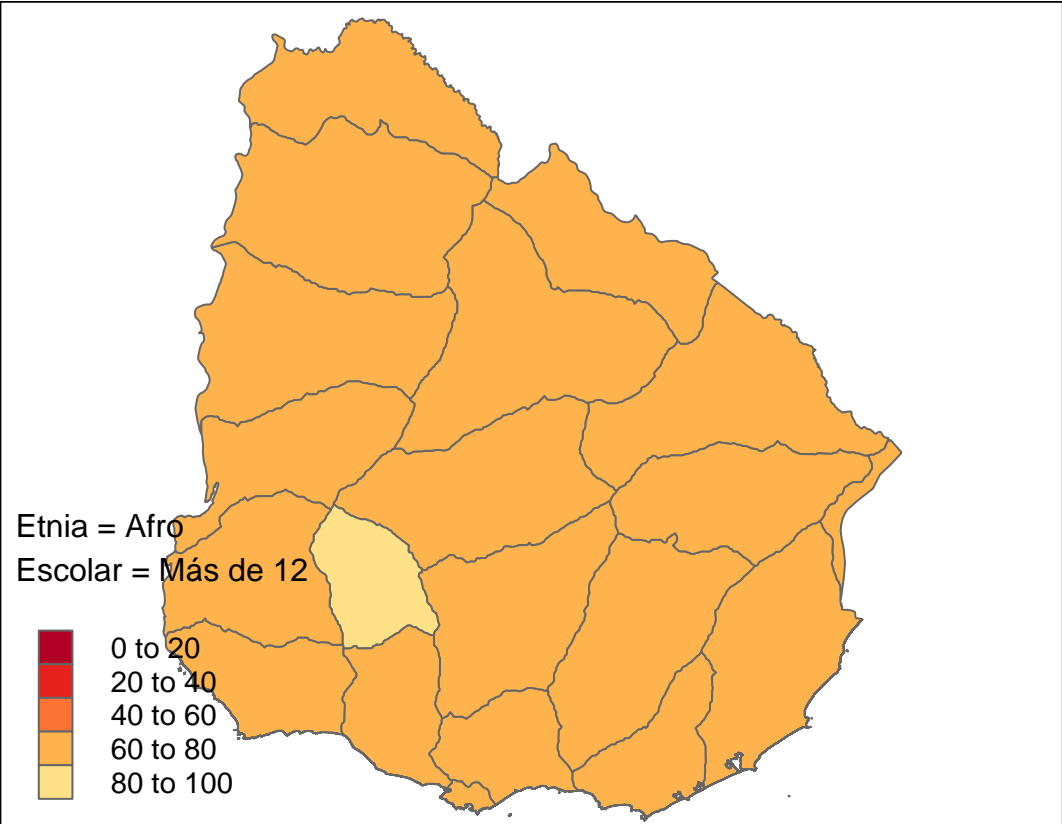 Etnia = Afro
Escolar = Más de 12
0 to 20
20 to 40
40 to 60
60 to 80
80 to 100